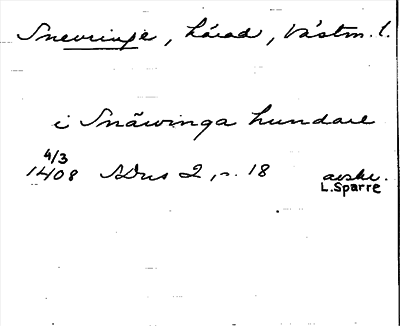 Snevringe, härad, Västm. l.
i Snäwinga hundare
4/3
1408 SDns 2, s. 18 avskr.
L. Sparre